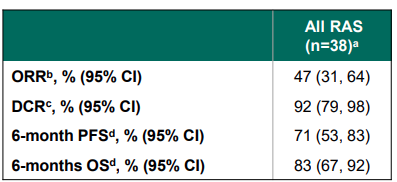 All RAS
(n=38)ᵃ
ORRᵇ, % (95% CI) 47 (31, 64)
DCRᶜ, % (95% CI) 92 (79, 98)
6-month PFSᵈ, % (95% CI) 71 (53, 83)
6-months OSᵈ, % (95% CI) 83 (67, 92)